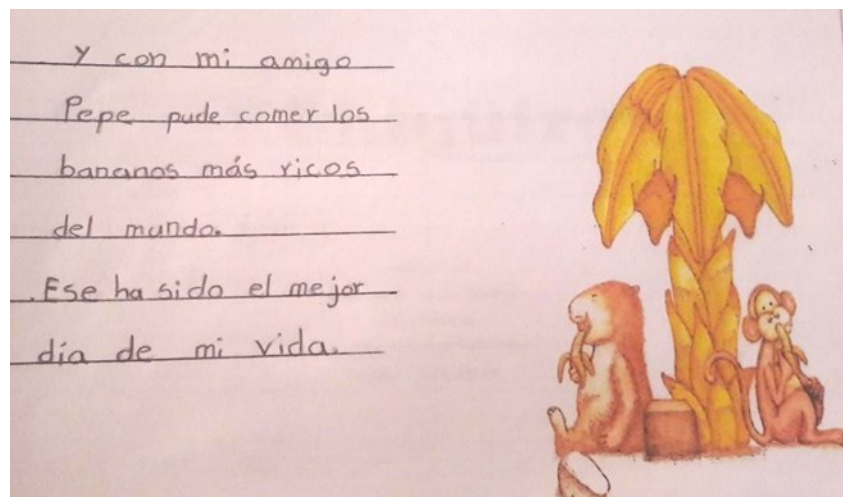 Y con mi amigo
Pepe pude comer los
bananos más ricos
del mundo.
.Ese ha sido el mejor
día de mi vida.